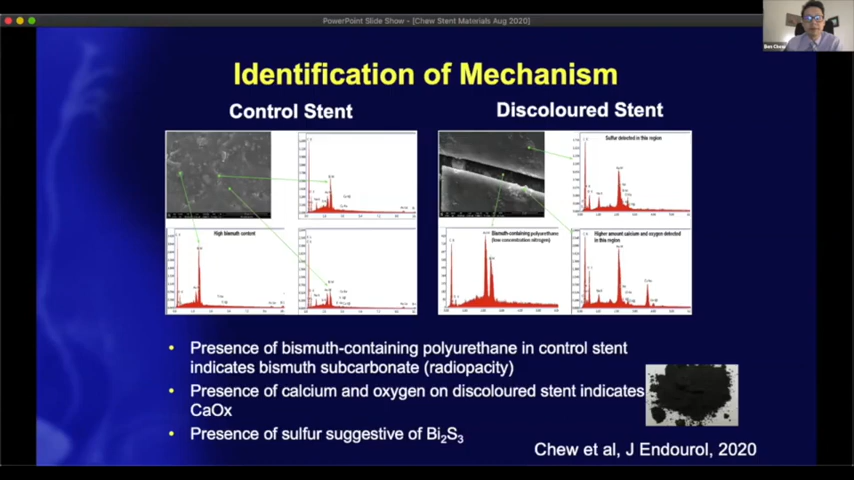 PowerPoint Slide Show - [Chew Stent Materials Aug 2020]
Ben Chew
Identification of Mechanism
Control Stent
Discoloured Stent
Sulfur detected in this region
High bismuth content
Bismuth-containing polyurethane
(low concentration nitrogen)
Higher amount calcium and oxygen detected
in this region
• Presence of bismuth-containing polyurethane in control stent
indicates bismuth subcarbonate (radiopacity)
• Presence of calcium and oxygen on discoloured stent indicates
CaOx
• Presence of sulfur suggestive of Bi₂S₃
Chew et al, J Endourol, 2020